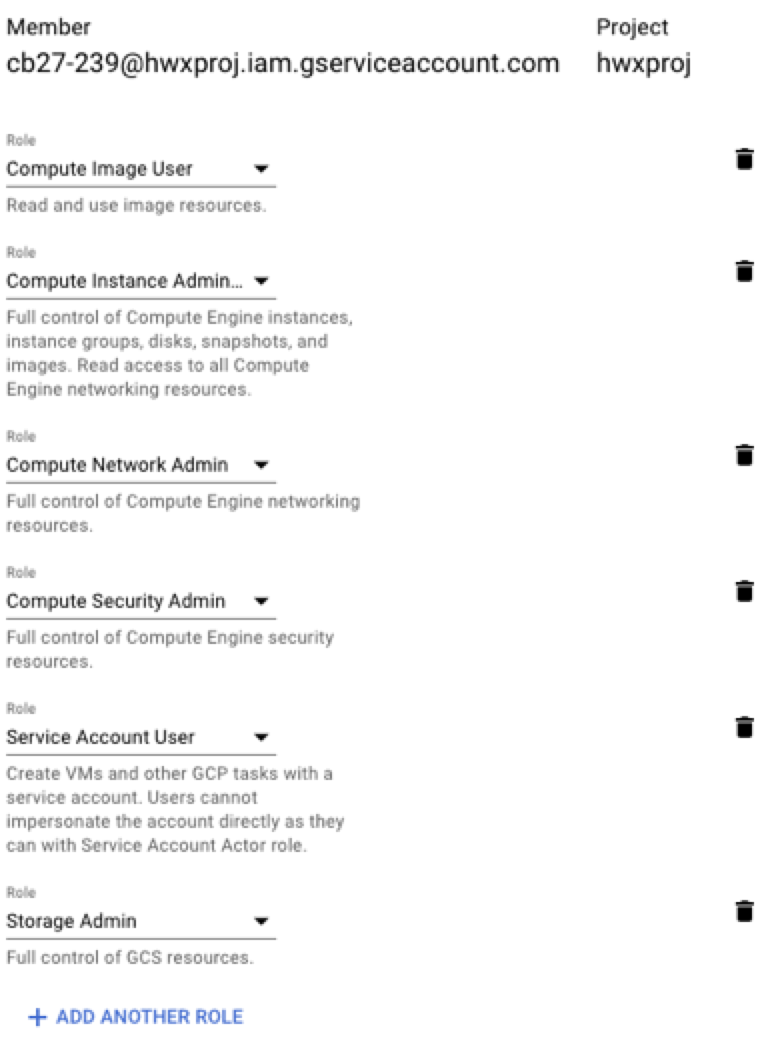 Member Project
cb27-239@hwxproj.iam.gserviceaccount.com hwxproj
Role
Compute Image User
Read and use image resources.
Role
Compute Instance Admin...
Full control of Compute Engine instances,
instance groups, disks, snapshots, and
images. Read access to all Compute
Engine networking resources.
Role
Compute Network Admin
Full control of Compute Engine networking
resources.
Role
Compute Security Admin
Full control of Compute Engine security
resources.
Role
Service Account User
Create VMs and other GCP tasks with a
service account. Users cannot
impersonate the account directly as they
can with Service Account Actor role.
Role
Storage Admin
Full control of GCS resources.
+ ADD ANOTHER ROLE